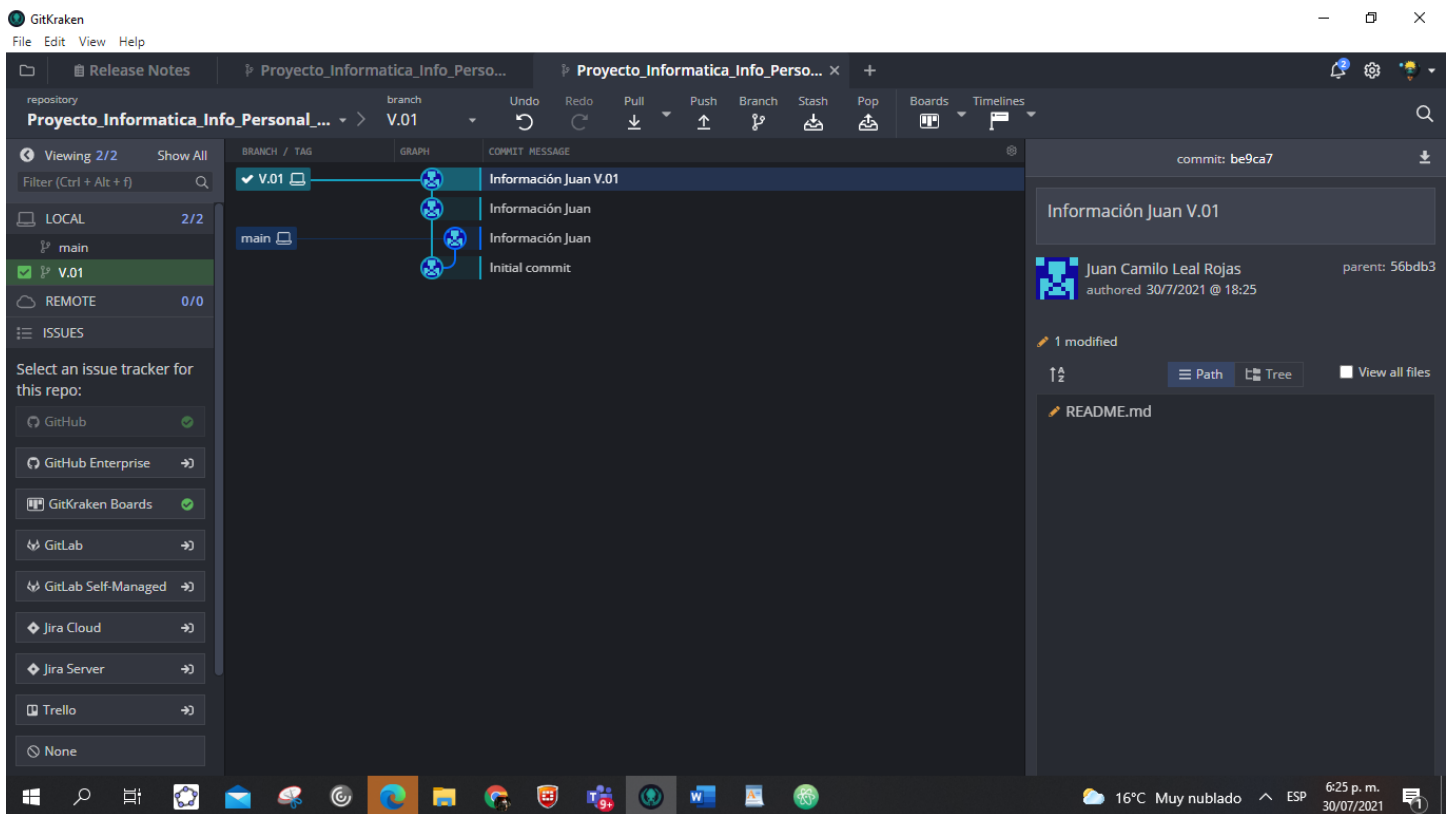 GitKraken
File Edit View Help
Release Notes
Proyecto_Informatica_Info_Perso...
Proyecto_Informatica_Info_Perso...
repository
Proyecto_Informatica_Info_Personal_...
branch
V.01
Undo Redo Pull Push Branch Stash Pop Boards Timelines
Viewing 2/2 Show All
Filter (Ctrl + Alt + f)
LOCAL 2/2
main
V.01
REMOTE 0/0
ISSUES
Select an issue tracker for
this repo:
GitHub
GitHub Enterprise
GitKraken Boards
GitLab
GitLab Self-Managed
Jira Cloud
Jira Server
Trello
None
BRANCH / TAG GRAPH COMMIT MESSAGE
V.01 Información Juan V.01
Información Juan
main Información Juan
Initial commit
commit: be9ca7
Información Juan V.01
Juan Camilo Leal Rojas parent: 56bdb3
authored 30/7/2021 @ 18:25
1 modified
Path Tree View all files
README.md
16°C Muy nublado ESP
6:25 p. m.
30/07/2021